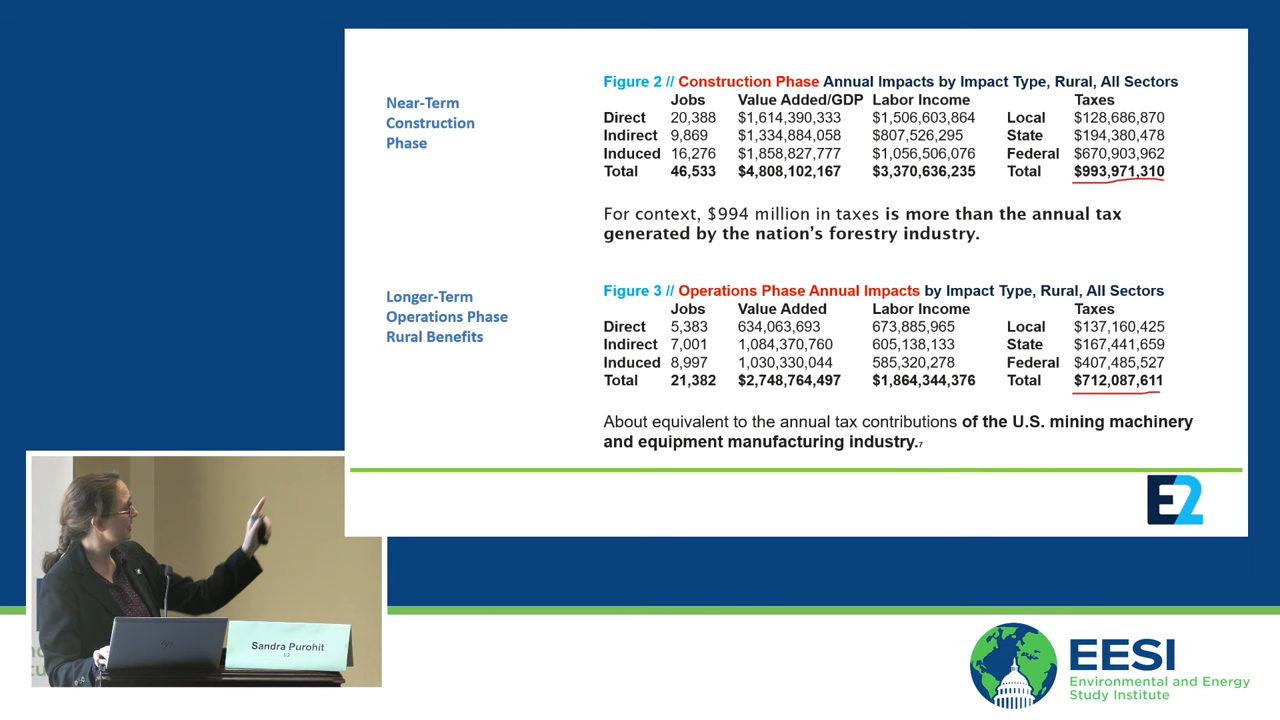 Near-Term
Construction
Phase
Figure 2 // Construction Phase Annual Impacts by Impact Type, Rural, All Sectors
Jobs Value Added/GDP Labor Income Taxes
Direct 20,388 $1,614,390,333 $1,506,603,864 Local $128,686,870
Indirect 9,869 $1,334,884,058 $807,526,295 State $194,380,478
Induced 16,276 $1,858,827,777 $1,056,506,076 Federal $670,903,962
Total 46,533 $4,808,102,167 $3,370,636,235 Total $993,971,310
For context, $994 million in taxes is more than the annual tax
generated by the nation's forestry industry.
Longer-Term
Operations Phase
Rural Benefits
Figure 3 // Operations Phase Annual Impacts by Impact Type, Rural, All Sectors
Jobs Value Added Labor Income Taxes
Direct 5,383 634,063,693 673,885,965 Local $137,160,425
Indirect 7,001 1,084,370,760 605,138,133 State $167,441,659
Induced 8,997 1,030,330,044 585,320,278 Federal $407,485,527
Total 21,382 $2,748,764,497 $1,864,344,376 Total $712,087,611
About equivalent to the annual tax contributions of the U.S. mining machinery
and equipment manufacturing industry.7
E2
Sandra Purohit
E2
EESI
Environmental and Energy
Study Institute